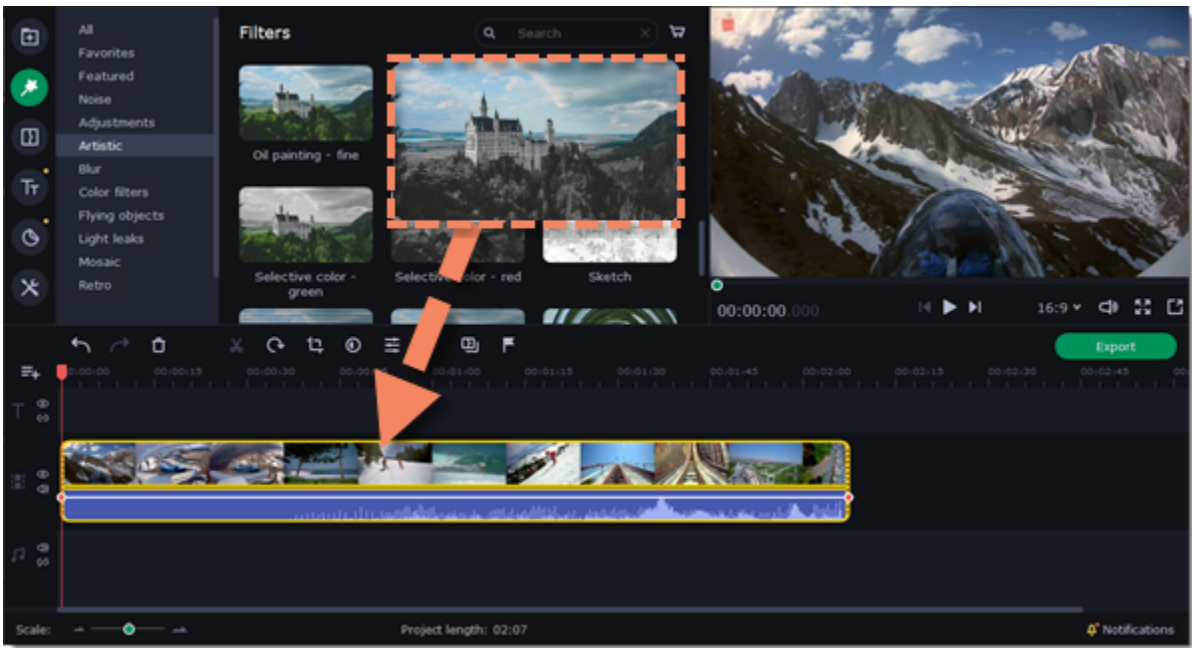 All
Favorites
Featured
Noise
Adjustments
Artistic
Blur
Color filters
Flying objects
Light leaks
Mosaic
Retro
Filters
Search
Oil painting - fine
Selective color -
green
Selective color - red
Sketch
00:00:00.000
16:9
Export
00:00:15
00:00:30
00:01:00
00:01:15
00:01:30
00:01:45
00:02:00
00:02:15
00:02:30
00:02:45
Scale:
Project length: 02:07
Notifications